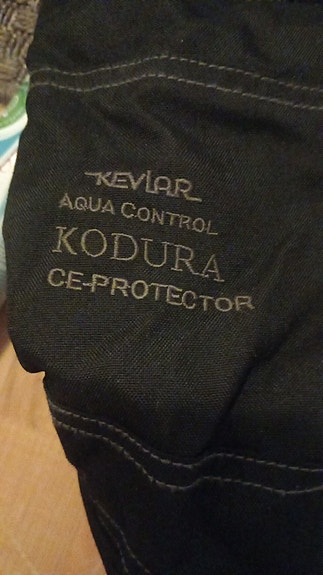 KEVLAR
AQUA CONTROL
KODURA
CE-PROTECTOR